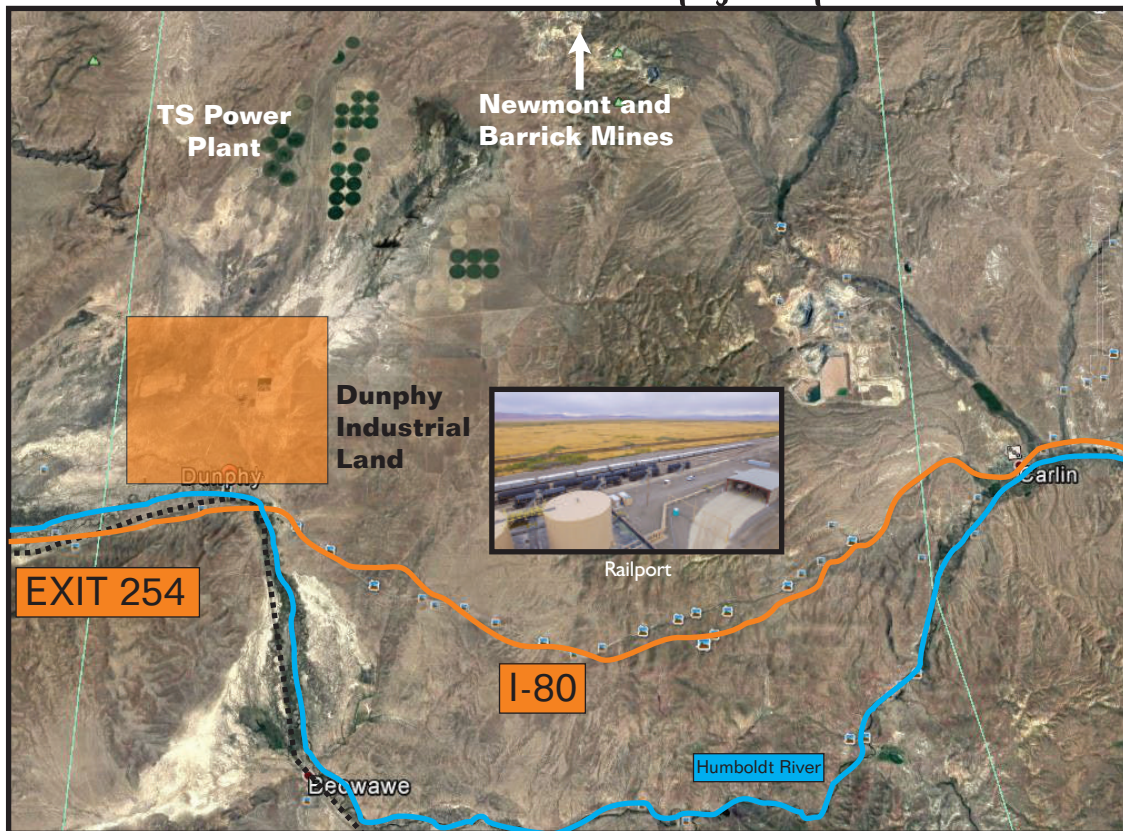 TS Power
Plant
Newmont and
Barrick Mines
Dunphy
Industrial
Land
Dunphy
Carlin
Railport
EXIT 254
I-80
Humboldt River
Beowawe